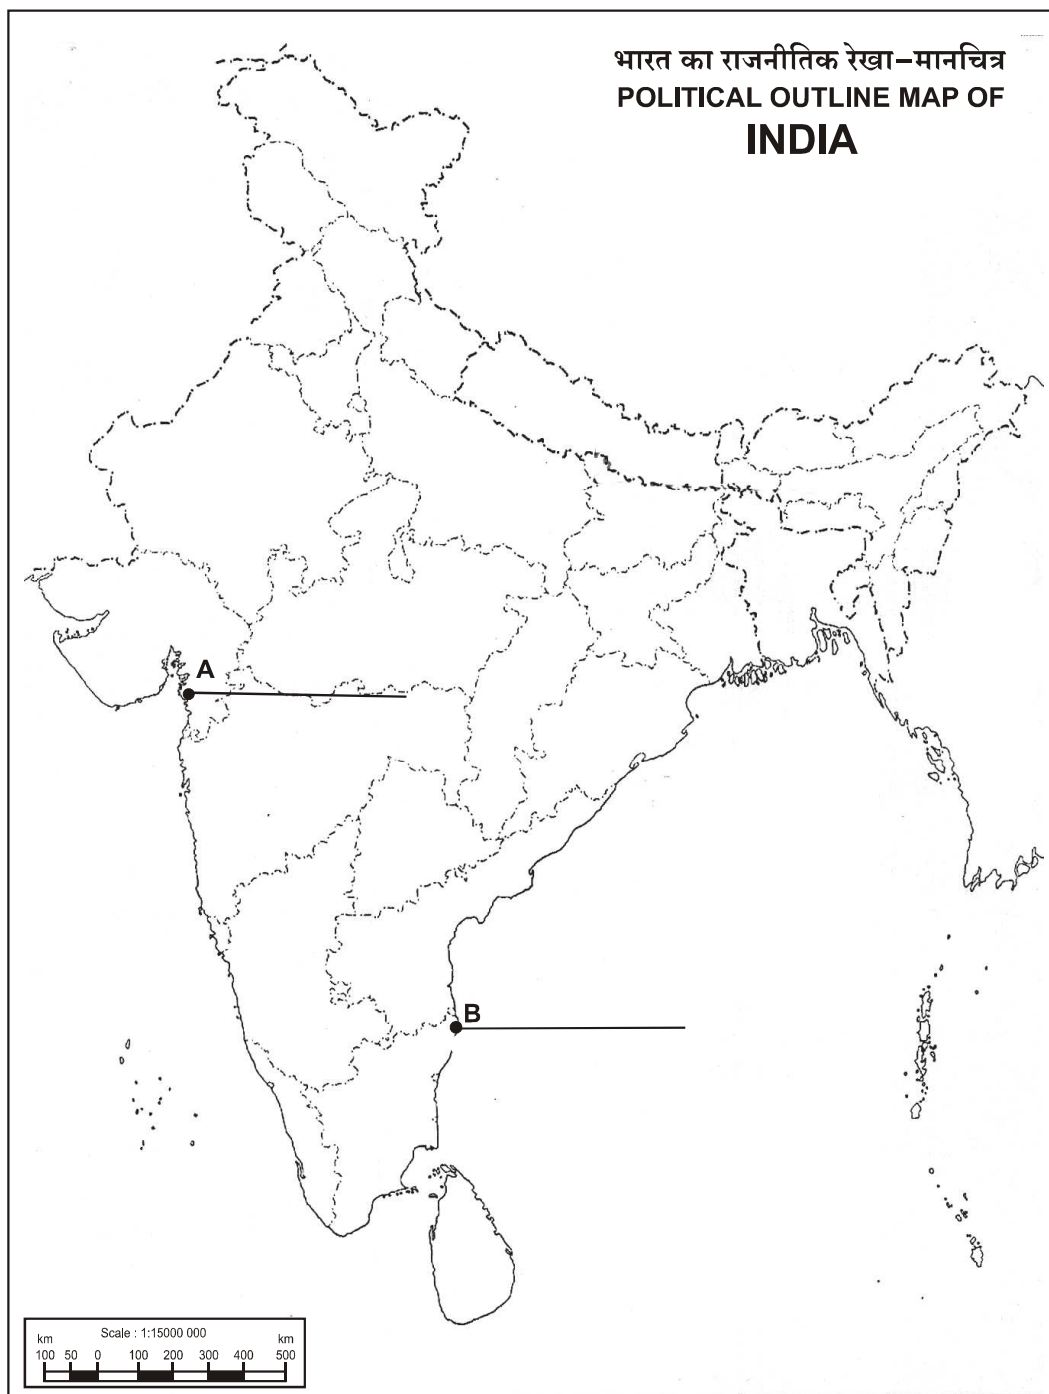 भारत का राजनीतिक रेखा–मानचित्र
POLITICAL OUTLINE MAP OF
INDIA
A
B
Scale : 1:15000 000
km km
100 50 0 100 200 300 400 500